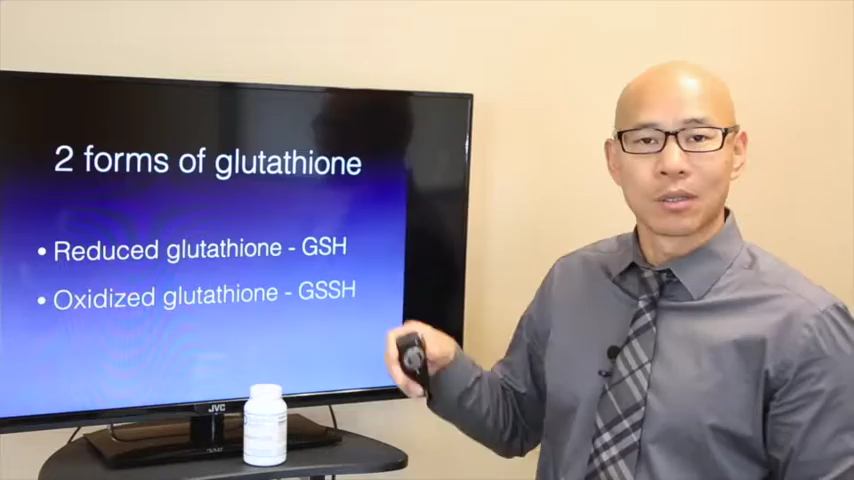 2 forms of glutathione
• Reduced glutathione - GSH
• Oxidized glutathione - GSSH
JVC